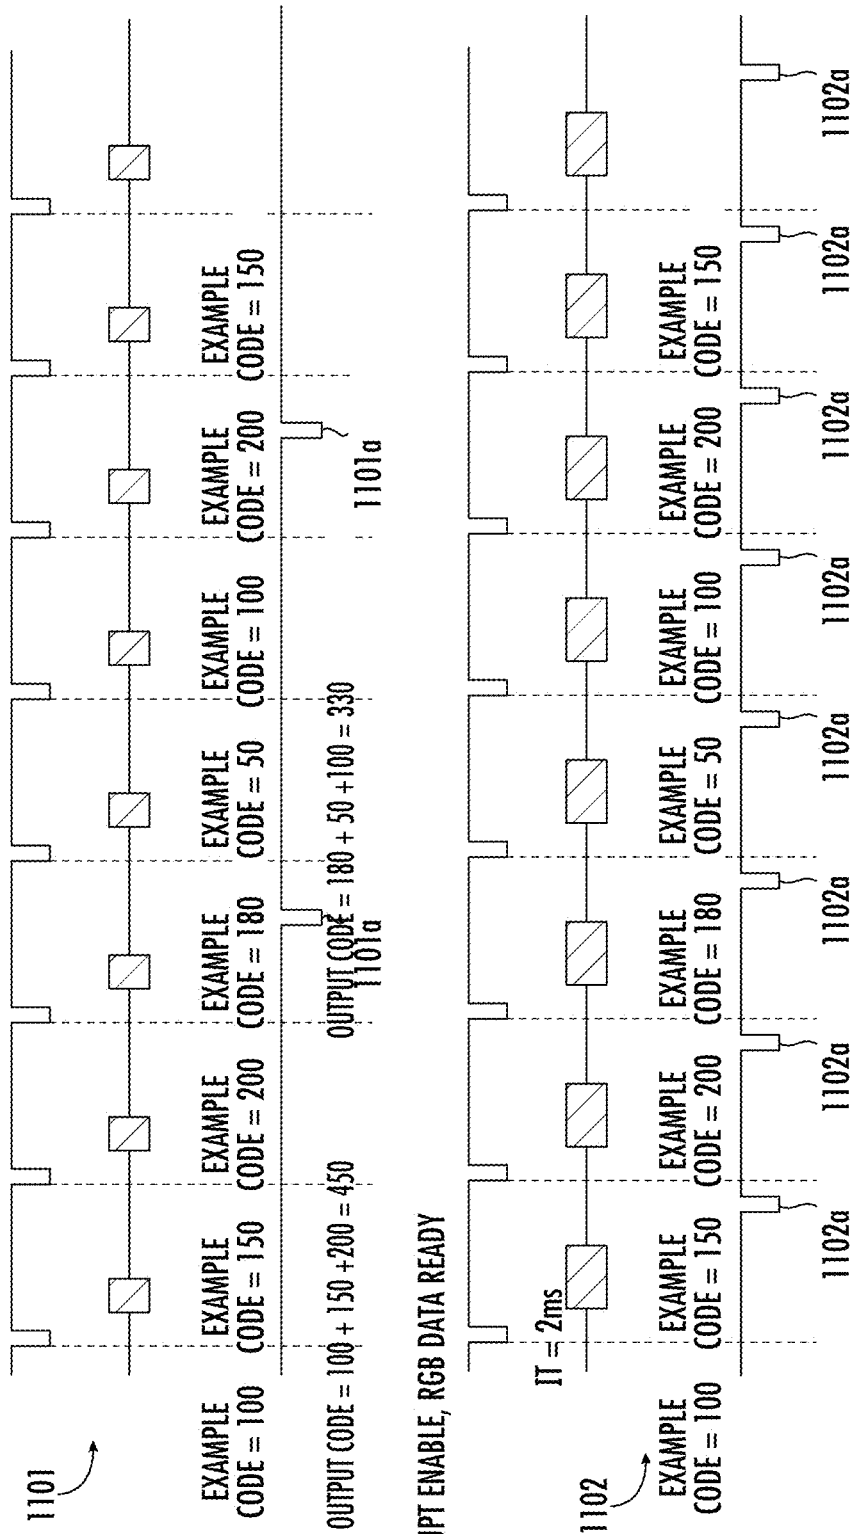 1101
EXAMPLE
CODE = 100
EXAMPLE
CODE = 150
EXAMPLE
CODE = 200
EXAMPLE
CODE = 180
EXAMPLE
CODE = 50
EXAMPLE
CODE = 100
EXAMPLE
CODE = 200
EXAMPLE
CODE = 150
OUTPUT CODE = 100 + 150 +200 = 450
OUTPUT CODE = 180 + 50 +100 = 330
1101a
1101a
UPT ENABLE, RGB DATA READY
IT = 2ms
1102
EXAMPLE
CODE = 100
EXAMPLE
CODE = 150
EXAMPLE
CODE = 200
EXAMPLE
CODE = 180
EXAMPLE
CODE = 50
EXAMPLE
CODE = 100
EXAMPLE
CODE = 200
EXAMPLE
CODE = 150
1102a
1102a
1102a
1102a
1102a
1102a
1102a
1102a